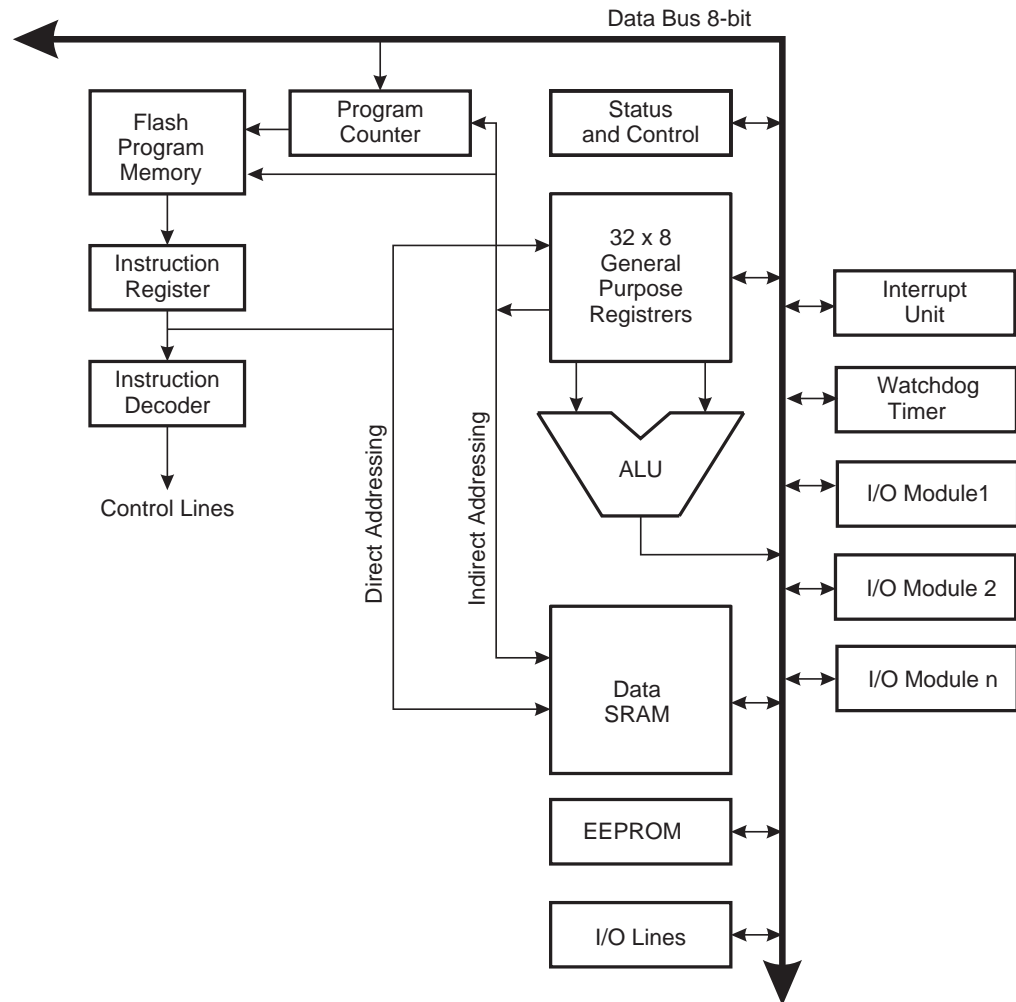 Data Bus 8-bit
Flash
Program
Memory
Program
Counter
Status
and Control
32 x 8
General
Purpose
Registrers
Instruction
Register
Interrupt
Unit
Instruction
Decoder
Watchdog
Timer
Direct Addressing
Indirect Addressing
ALU
I/O Module1
Control Lines
I/O Module 2
I/O Module n
Data
SRAM
EEPROM
I/O Lines